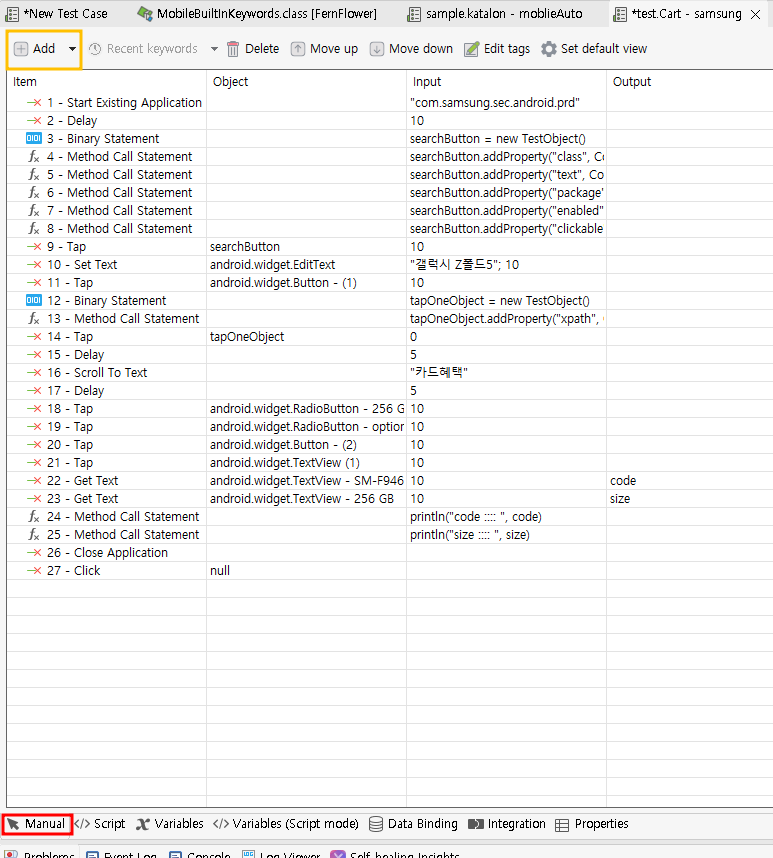 *New Test Case MobileBuiltInKeywords.class [FernFlower] sample.katalon - moblieAuto *test.Cart - samsung
Add Recent keywords Delete Move up Move down Edit tags Set default view
Item Object Input Output
1 - Start Existing Application "com.samsung.sec.android.prd"
2 - Delay 10
3 - Binary Statement searchButton = new TestObject()
4 - Method Call Statement searchButton.addProperty("class", Co
5 - Method Call Statement searchButton.addProperty("text", Co
6 - Method Call Statement searchButton.addProperty("package"
7 - Method Call Statement searchButton.addProperty("enabled"
8 - Method Call Statement searchButton.addProperty("clickable
9 - Tap searchButton 10
10 - Set Text android.widget.EditText "갤럭시 Z폴드5"; 10
11 - Tap android.widget.Button - (1) 10
12 - Binary Statement tapOneObject = new TestObject()
13 - Method Call Statement tapOneObject.addProperty("xpath",
14 - Tap tapOneObject 0
15 - Delay 5
16 - Scroll To Text "카드혜택"
17 - Delay 5
18 - Tap android.widget.RadioButton - 256 G 10
19 - Tap android.widget.RadioButton - option 10
20 - Tap android.widget.Button - (2) 10
21 - Tap android.widget.TextView (1) 10
22 - Get Text android.widget.TextView - SM-F946 10 code
23 - Get Text android.widget.TextView - 256 GB 10 size
24 - Method Call Statement println("code :::: ", code)
25 - Method Call Statement println("size :::: ", size)
26 - Close Application
27 - Click null
Manual Script Variables Variables (Script mode) Data Binding Integration Properties
Problems Event Log Console Log Viewer Self-healing Insights